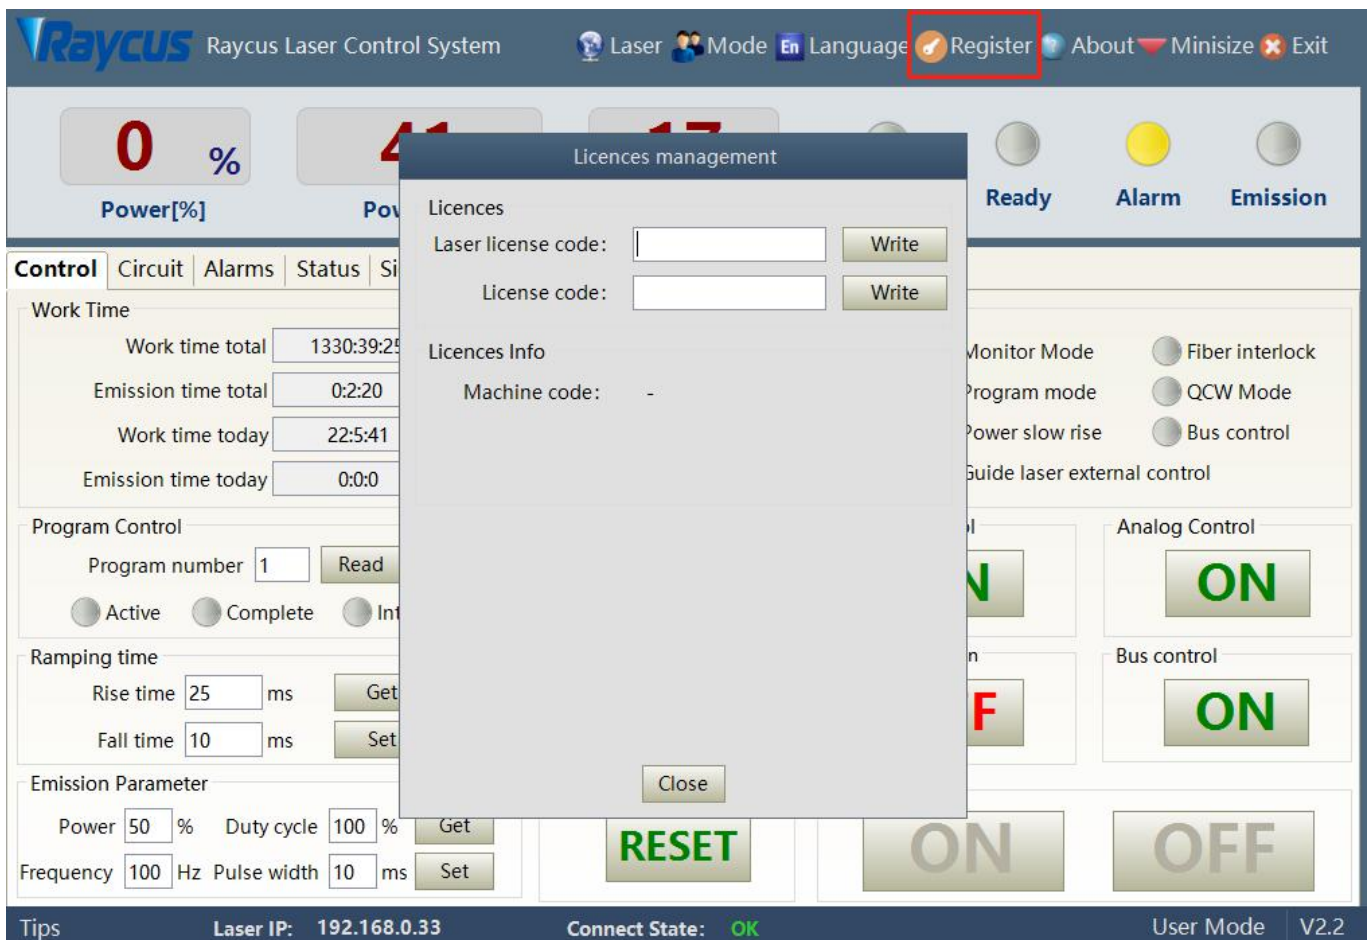 Raycus Raycus Laser Control System Laser Mode En Language Register About Minisize Exit
0 %
Power[%]
Ready Alarm Emission
Control Circuit Alarms Status
Work Time
Work time total 1330:39:25
Emission time total 0:2:20
Work time today 22:5:41
Emission time today 0:0:0
Program Control
Program number 1 Read
Active Complete
Ramping time
Rise time 25 ms Get
Fall time 10 ms Set
Emission Parameter
Power 50 % Duty cycle 100 % Get
Frequency 100 Hz Pulse width 10 ms Set
Licences management
Licences
Laser license code: Write
License code: Write
Licences Info
Machine code: -
Close
RESET
Monitor Mode Fiber interlock
Program mode QCW Mode
Power slow rise Bus control
Guide laser external control
Analog Control
ON
Bus control
ON
ON OFF
Tips Laser IP: 192.168.0.33 Connect State: OK User Mode V2.2